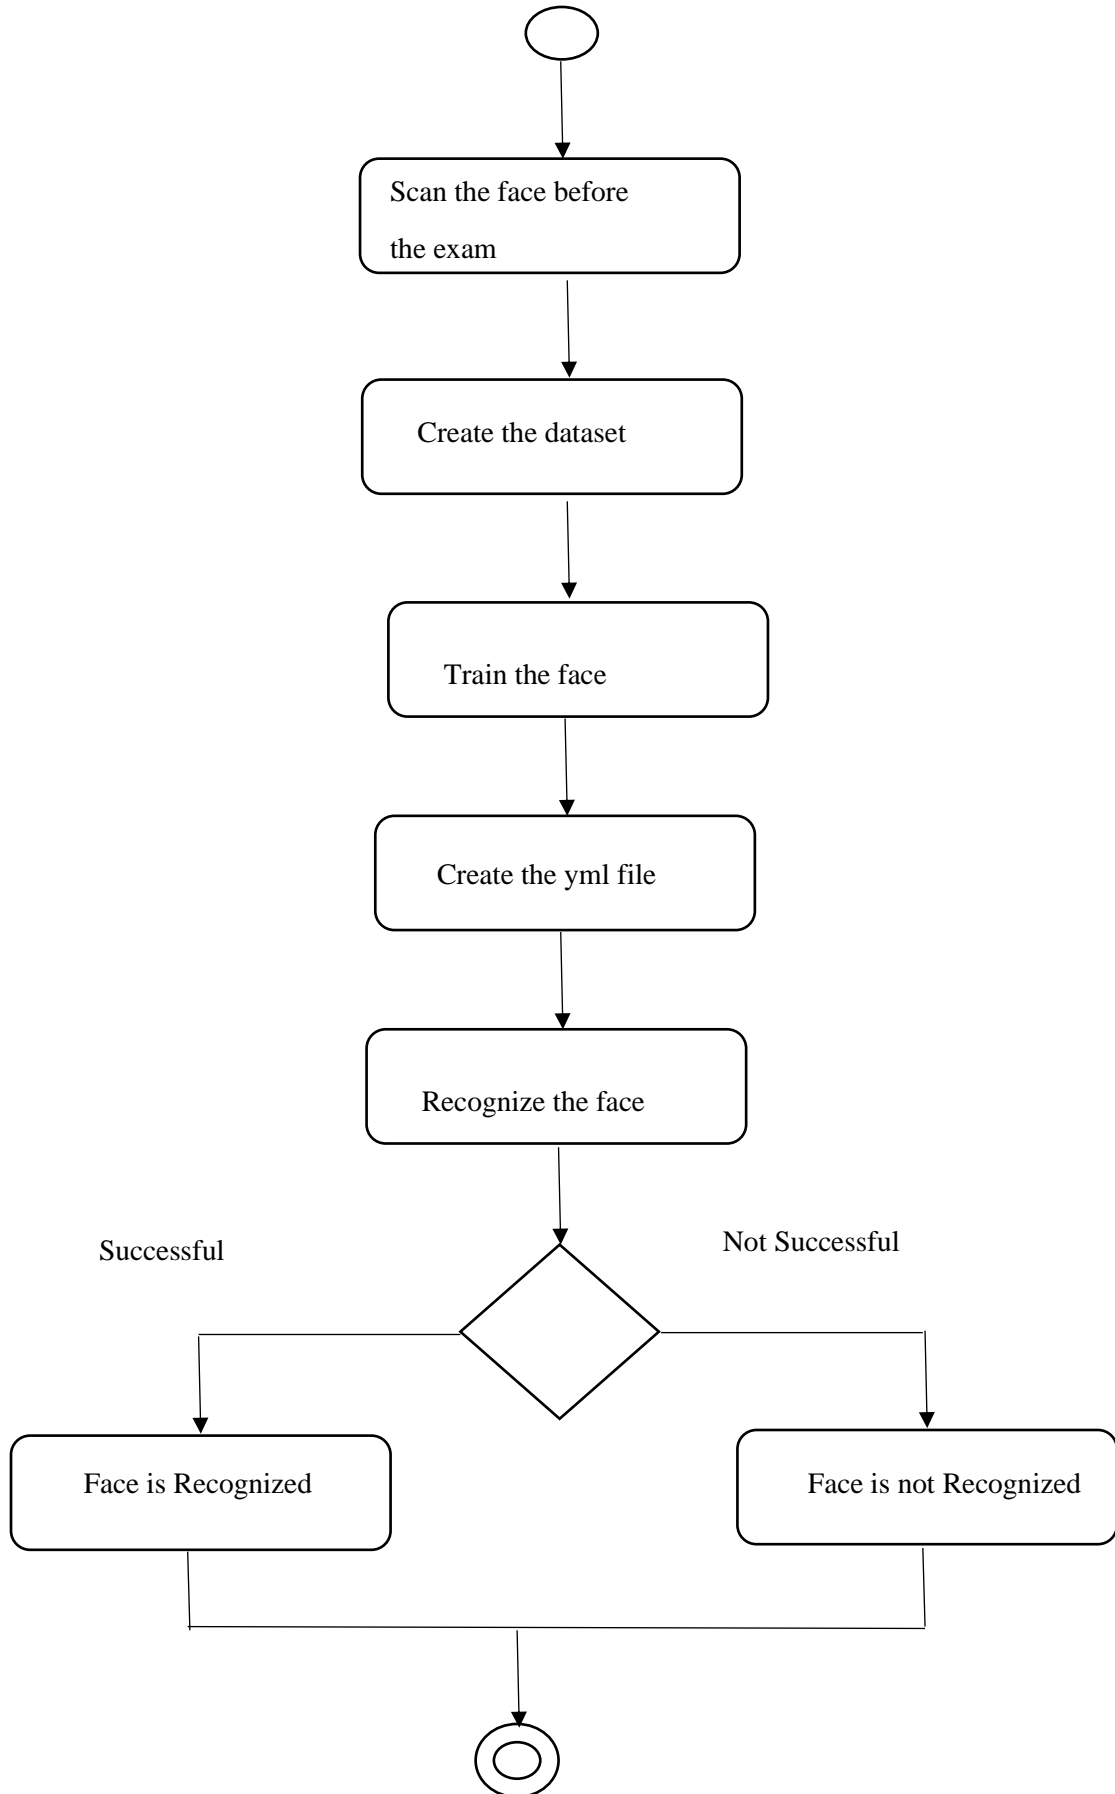 Scan the face before
the exam
Create the dataset
Train the face
Create the yml file
Recognize the face
Successful
Not Successful
Face is Recognized
Face is not Recognized